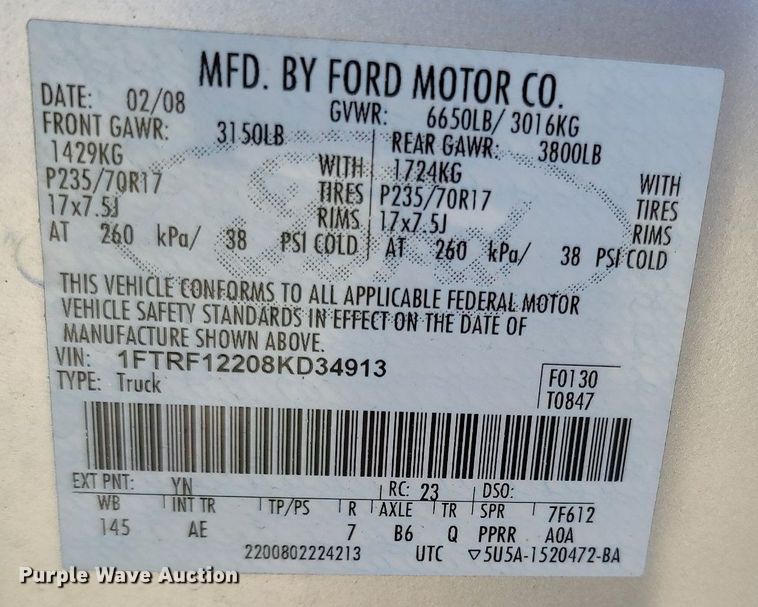 MFD. BY FORD MOTOR CO.
DATE: 02/08 GVWR: 6650LB/ 3016KG
FRONT GAWR: 3150LB REAR GAWR: 3800LB
1429KG WITH 1724KG WITH
P235/70R17 TIRES P235/70R17 TIRES
17x7.5J RIMS 17x7.5J RIMS
AT 260 kPa/ 38 PSI COLD AT 260 kPa/ 38 PSI COLD
THIS VEHICLE CONFORMS TO ALL APPLICABLE FEDERAL MOTOR
VEHICLE SAFETY STANDARDS IN EFFECT ON THE DATE OF
MANUFACTURE SHOWN ABOVE.
VIN: 1FTRF12208KD34913 F0130
TYPE: Truck T0847
EXT PNT: YN RC: 23 DSO:
WB INT TR TP/PS R AXLE TR SPR 7F612
145 AE 7 B6 Q PPRR A0A
2200802224213 UTC ▽5U5A-1520472-BA
Purple Wave Auction
Purple Wave Auction